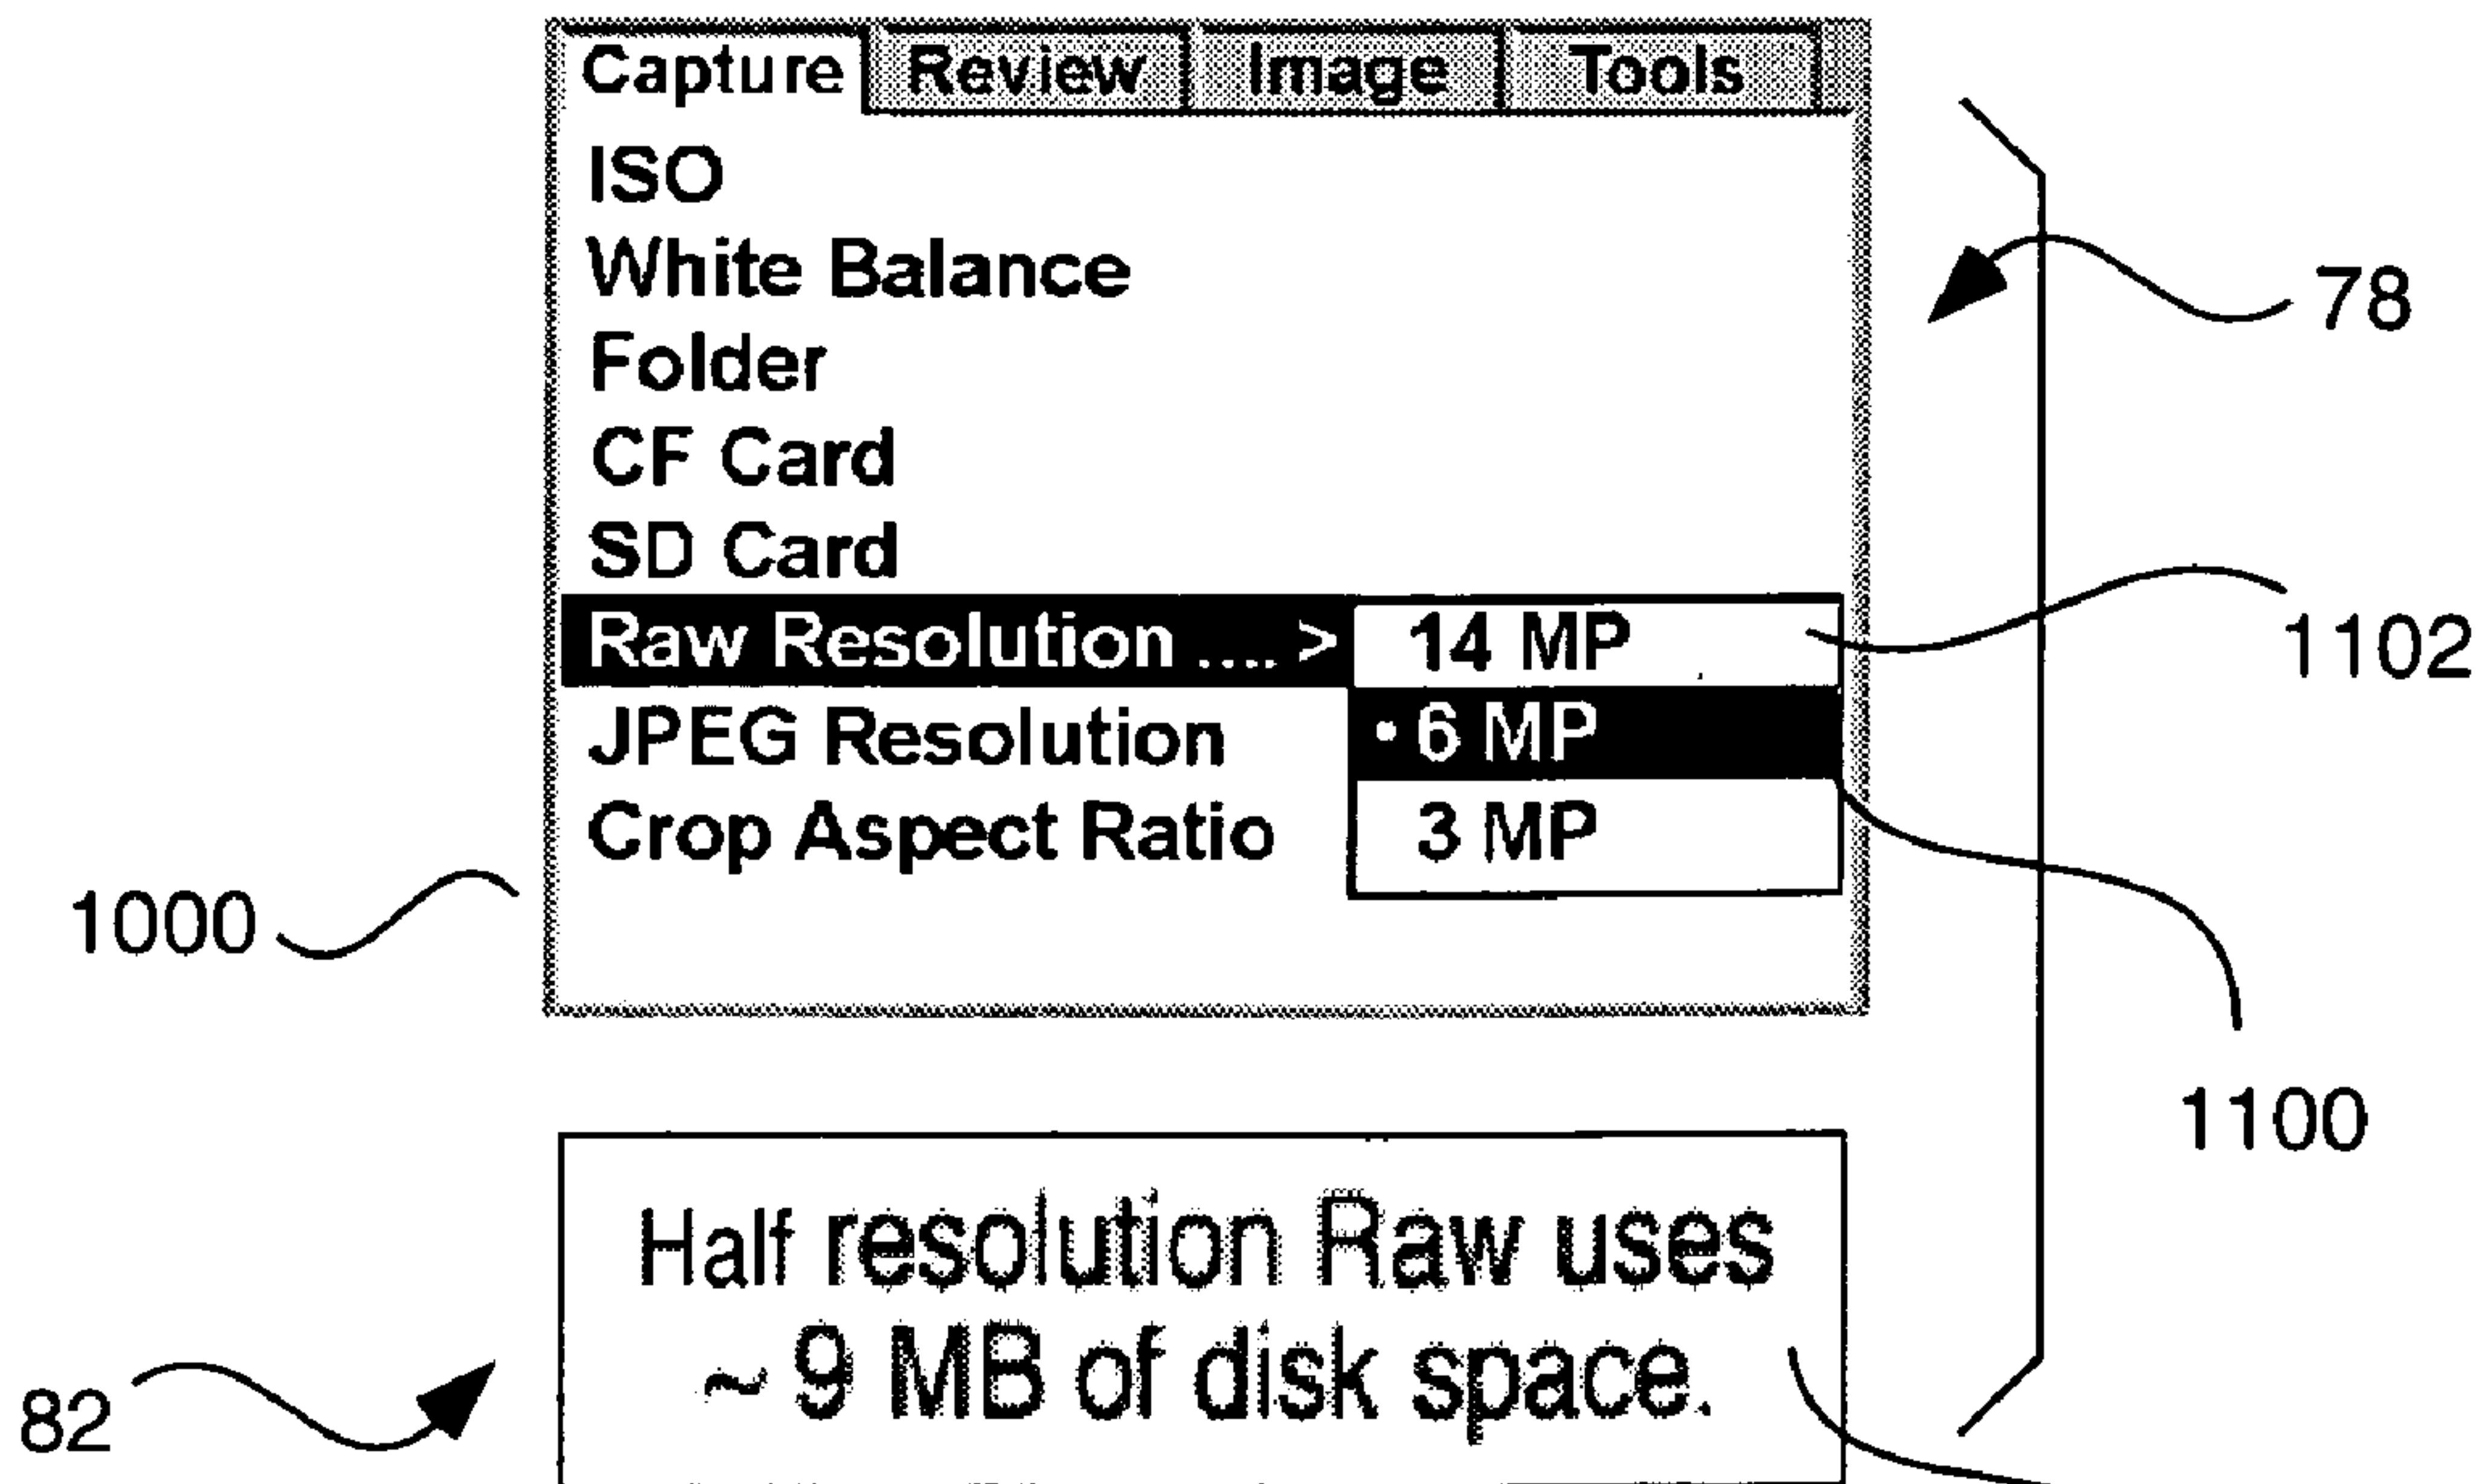 Capture Review Image Tools
ISO
White Balance
Folder
CF Card
SD Card
Raw Resolution .... > 14 MP
JPEG Resolution • 6 MP
Crop Aspect Ratio 3 MP
78
1102
1000
1100
Half resolution Raw uses
~ 9 MB of disk space.
82